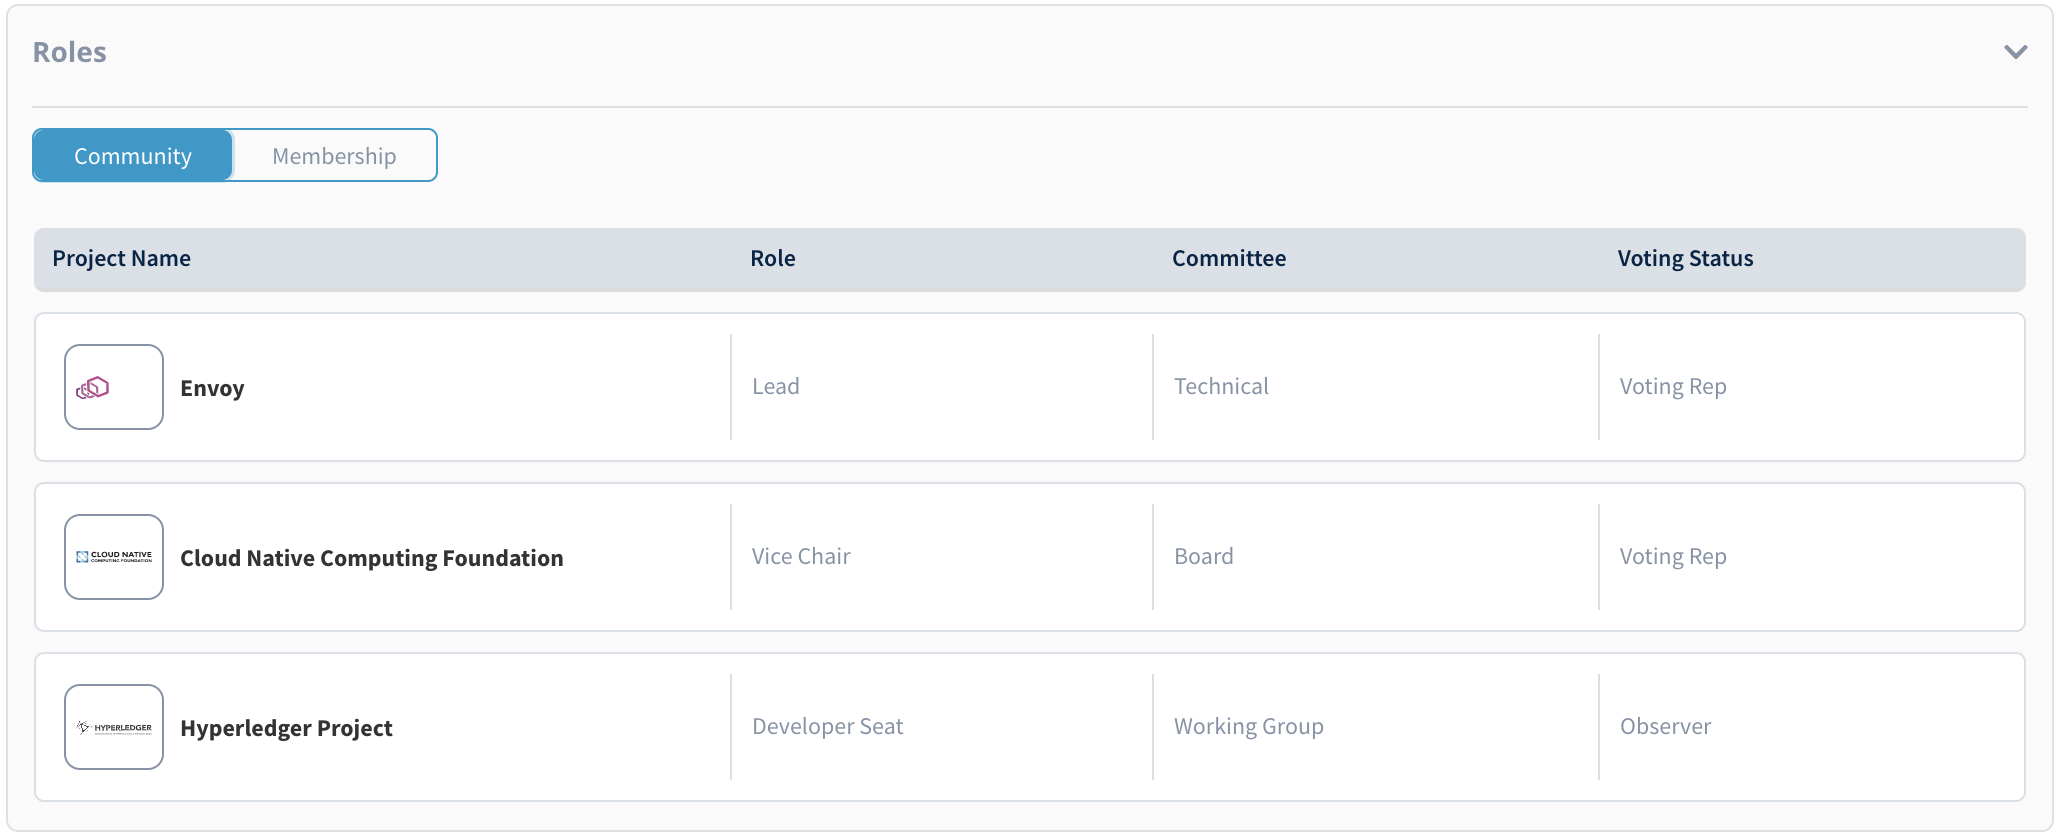 Roles
Community Membership
Project Name Role Committee Voting Status
Envoy Lead Technical Voting Rep
CLOUD NATIVE
COMPUTING FOUNDATION
Cloud Native Computing Foundation Vice Chair Board Voting Rep
HYPERLEDGER
Hyperledger Project Developer Seat Working Group Observer